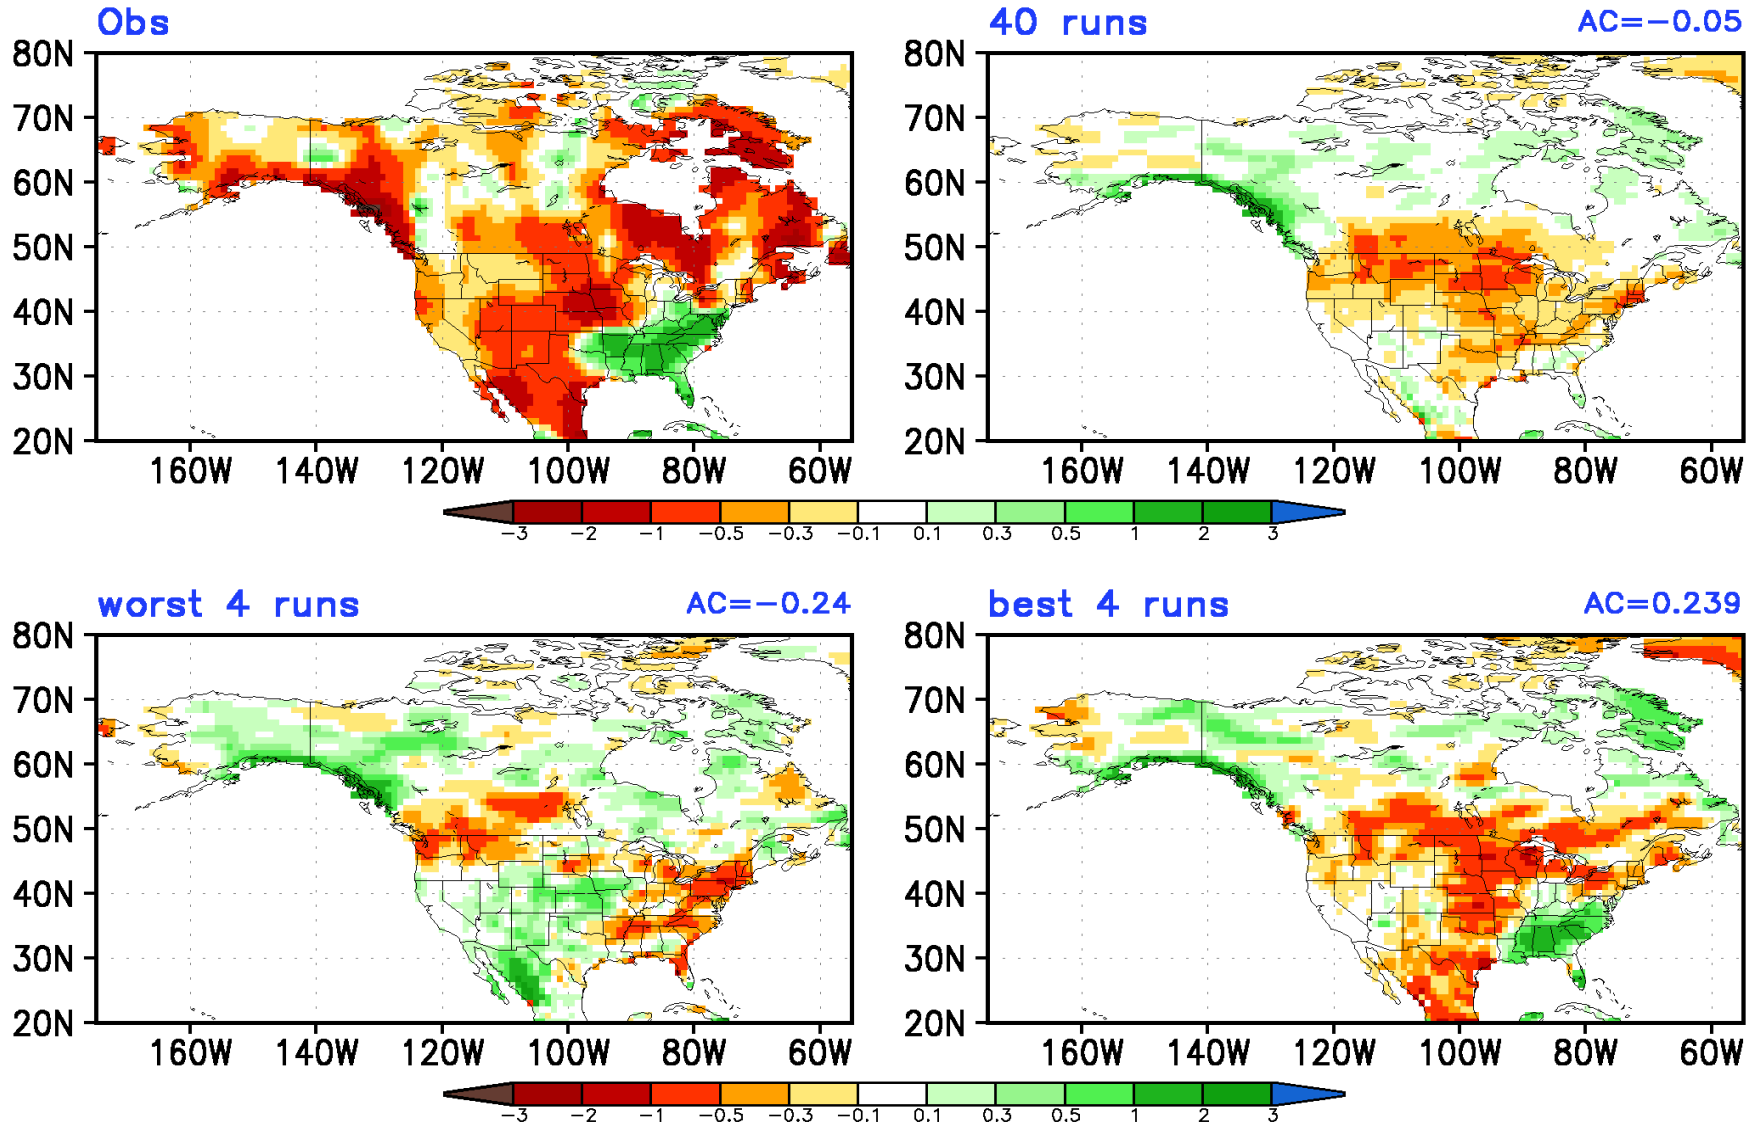 Obs
40 runs
AC=−0.05
80N
70N
60N
50N
40N
30N
20N
160W 140W 120W 100W 80W 60W
80N
70N
60N
50N
40N
30N
20N
160W 140W 120W 100W 80W 60W
−3 −2 −1 −0.5 −0.3 −0.1 0.1 0.3 0.5 1 2 3
worst 4 runs
AC=−0.24
best 4 runs
AC=0.239
80N
70N
60N
50N
40N
30N
20N
160W 140W 120W 100W 80W 60W
80N
70N
60N
50N
40N
30N
20N
160W 140W 120W 100W 80W 60W
−3 −2 −1 −0.5 −0.3 −0.1 0.1 0.3 0.5 1 2 3